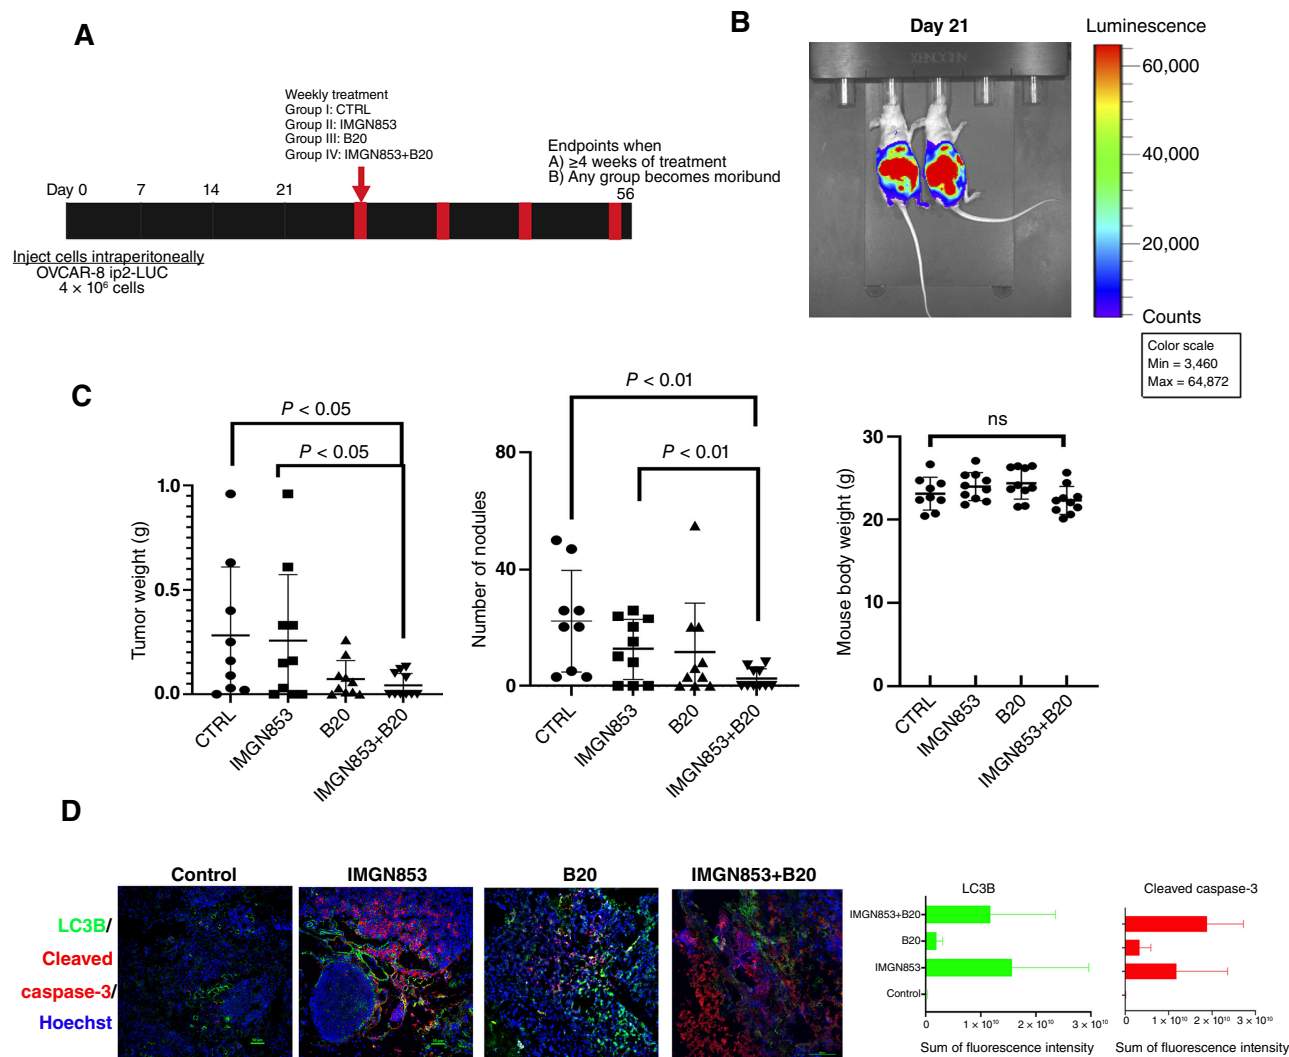 A
Weekly treatment
Group I: CTRL
Group II: IMGN853
Group III: B20
Group IV: IMGN853+B20
Endpoints when
A) ≥4 weeks of treatment
B) Any group becomes moribund
Day 0 7 14 21 56
Inject cells intraperitoneally
OVCAR-8 ip2-LUC
4 × 10⁶ cells
B
Day 21
XENOGEN
Luminescence
60,000
40,000
20,000
Counts
Color scale
Min = 3,460
Max = 64,872
C
P < 0.05
P < 0.05
Tumor weight (g)
1.0
0.5
0.0
CTRL
IMGN853
B20
IMGN853+B20
P < 0.01
P < 0.01
Number of nodules
80
40
0
CTRL
IMGN853
B20
IMGN853+B20
ns
Mouse body weight (g)
30
20
10
0
CTRL
IMGN853
B20
IMGN853+B20
D
Control IMGN853 B20 IMGN853+B20
LC3B/
Cleaved
caspase-3/
Hoechst
LC3B
IMGN853+B20
B20
IMGN853
Control
0 1 × 10¹⁰ 2 × 10¹⁰ 3 × 10¹⁰
Sum of fluorescence intensity
Cleaved caspase-3
0 1 × 10¹⁰ 2 × 10¹⁰ 3 × 10¹⁰
Sum of fluorescence intensity